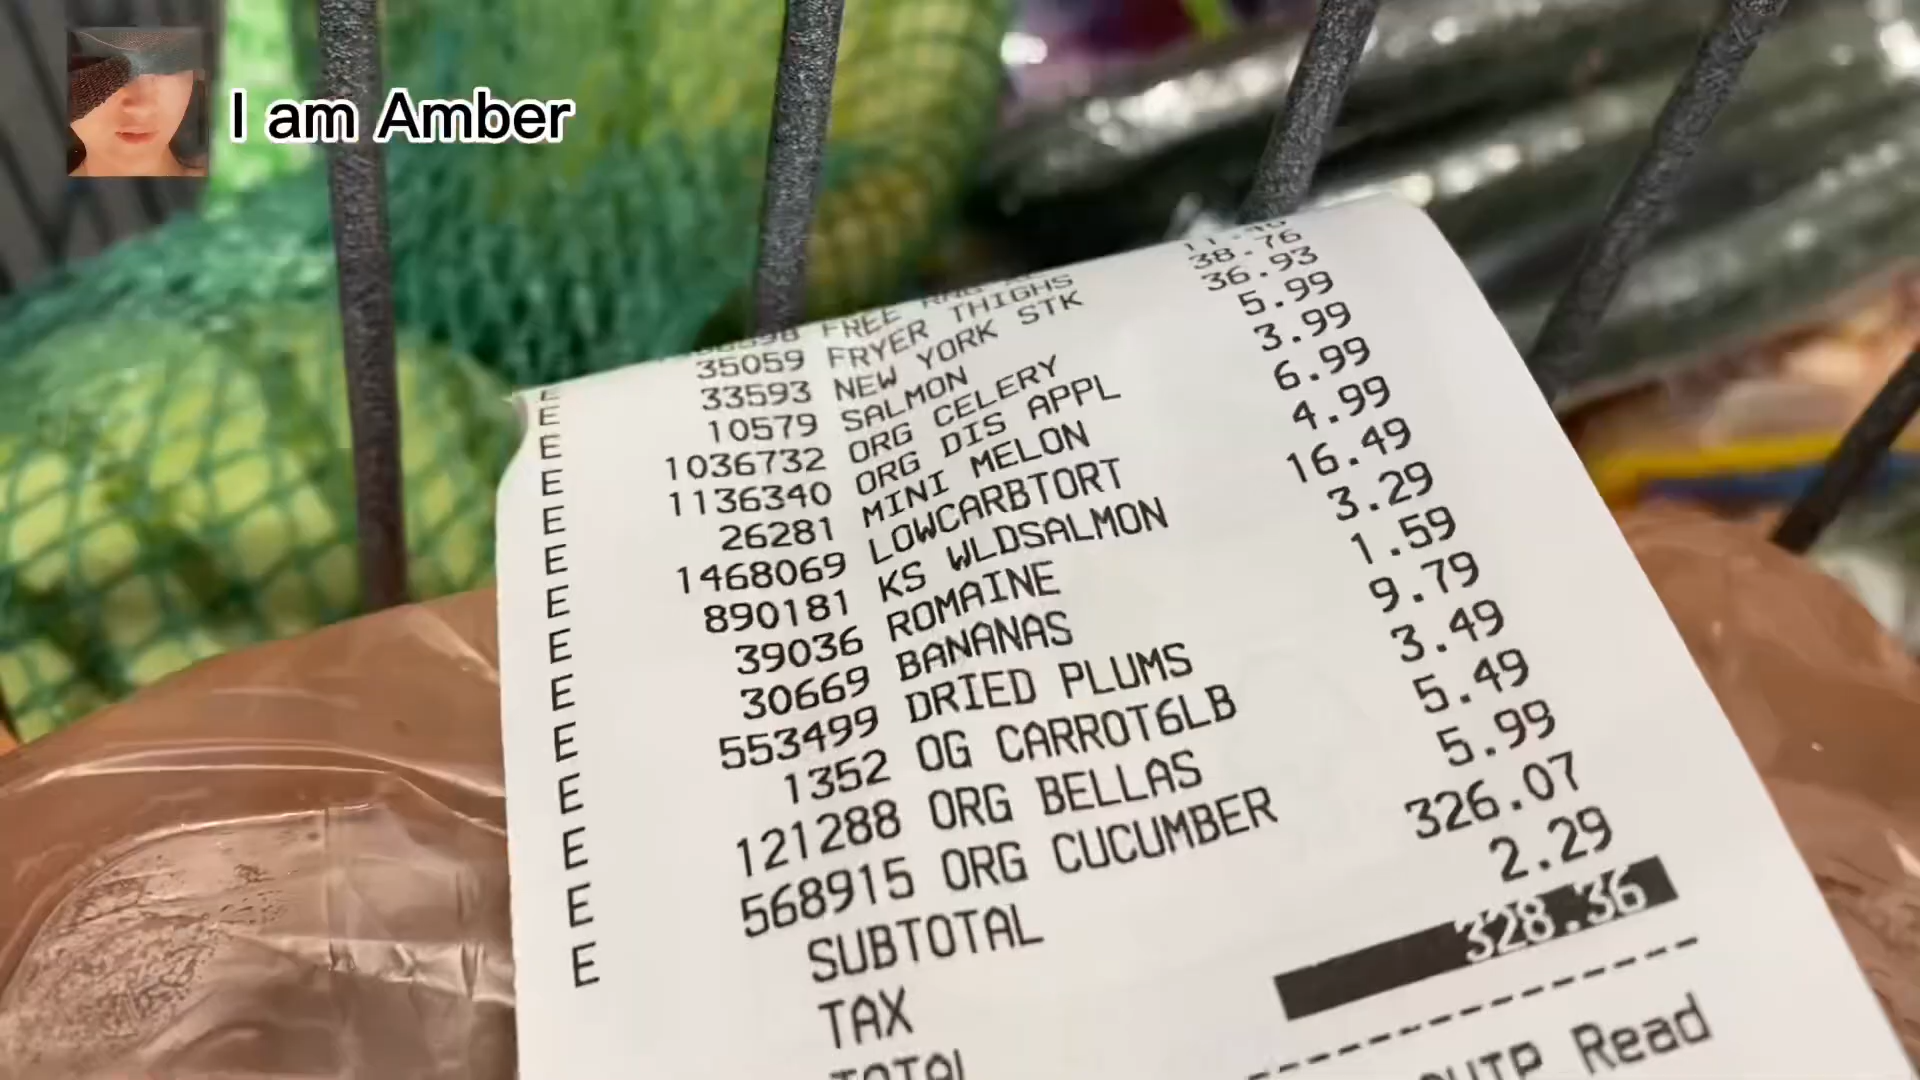 I am Amber
FREE
35059 FRYER THIGHS
E 33593 NEW YORK STK 38.76
E 10579 SALMON 36.93
E 1036732 ORG CELERY 5.99
E 1136340 ORG DIS APPL 3.99
E 26281 MINI MELON 6.99
E 1468069 LOWCARBTORT 4.99
E 890181 KS WLDSALMON 16.49
E 39036 ROMAINE 3.29
E 30669 BANANAS 1.59
E 553499 DRIED PLUMS 9.79
E 1352 OG CARROT6LB 3.49
E 121288 ORG BELLAS 5.49
E 568915 ORG CUCUMBER 5.99
SUBTOTAL 326.07
TAX 2.29
TOTAL 328.36
Read